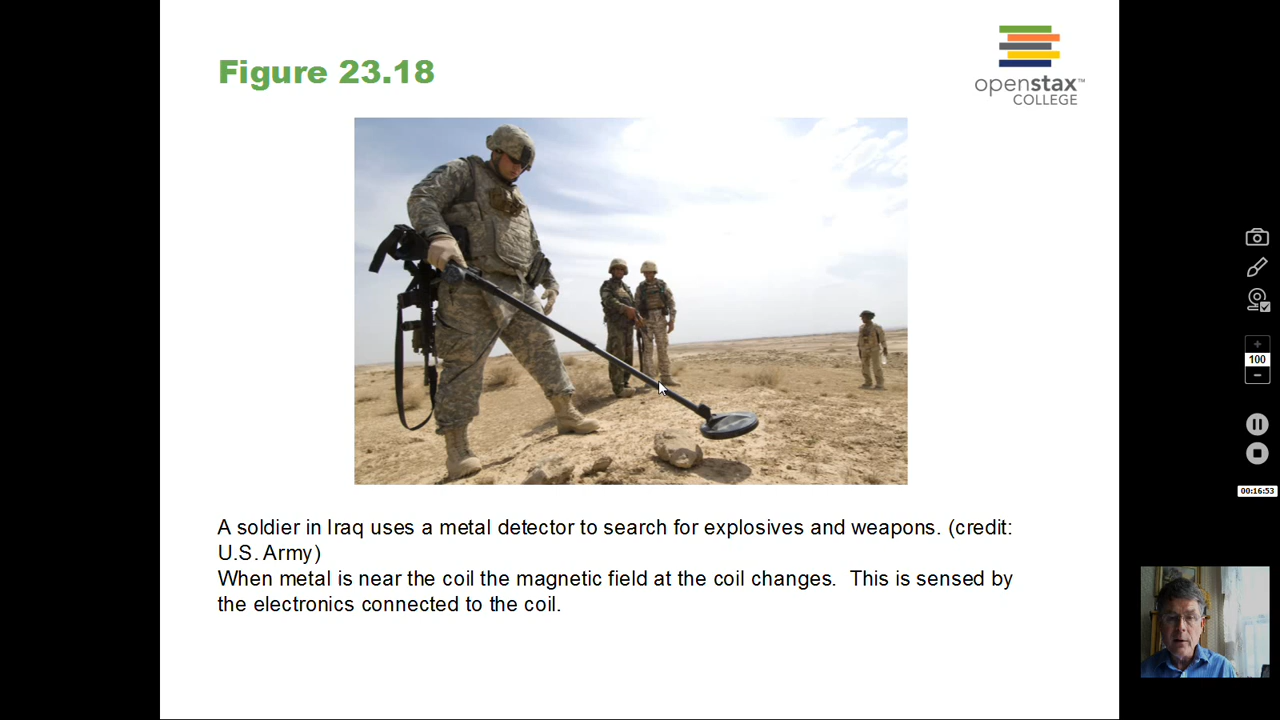 Figure 23.18
openstax™
COLLEGE
A soldier in Iraq uses a metal detector to search for explosives and weapons. (credit:
U.S. Army)
When metal is near the coil the magnetic field at the coil changes.  This is sensed by
the electronics connected to the coil.
100
00:16:53